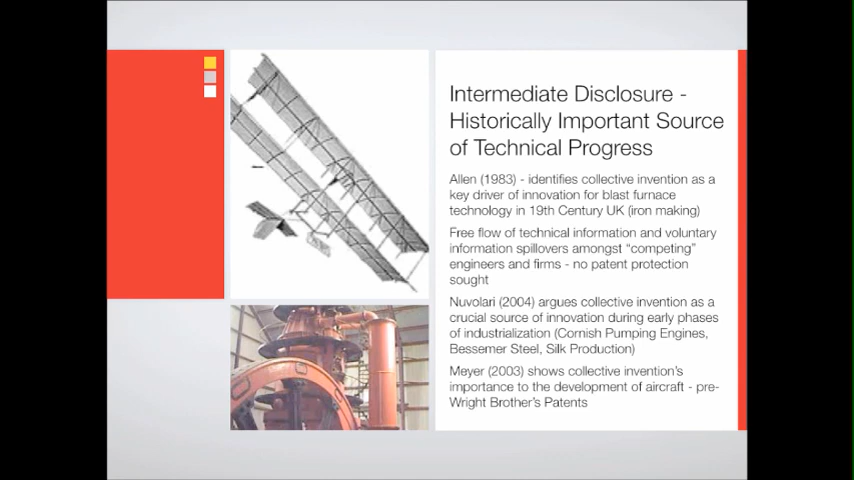 Intermediate Disclosure -
Historically Important Source
of Technical Progress
Allen (1983) - identifies collective invention as a
key driver of innovation for blast furnace
technology in 19th Century UK (iron making)
Free flow of technical information and voluntary
information spillovers amongst “competing”
engineers and firms - no patent protection
sought
Nuvolari (2004) argues collective invention as a
crucial source of innovation during early phases
of industrialization (Cornish Pumping Engines,
Bessemer Steel, Silk Production)
Meyer (2003) shows collective invention’s
importance to the development of aircraft - pre-
Wright Brother’s Patents